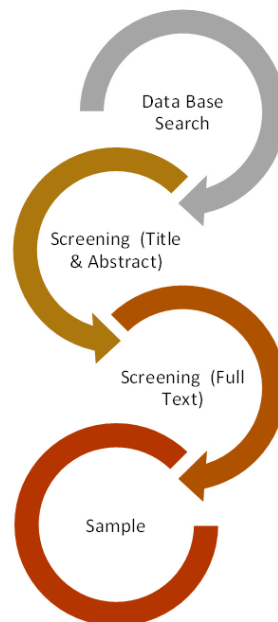 Data Base
Search
Screening (Title
& Abstract)
Screening (Full
Text)
Sample